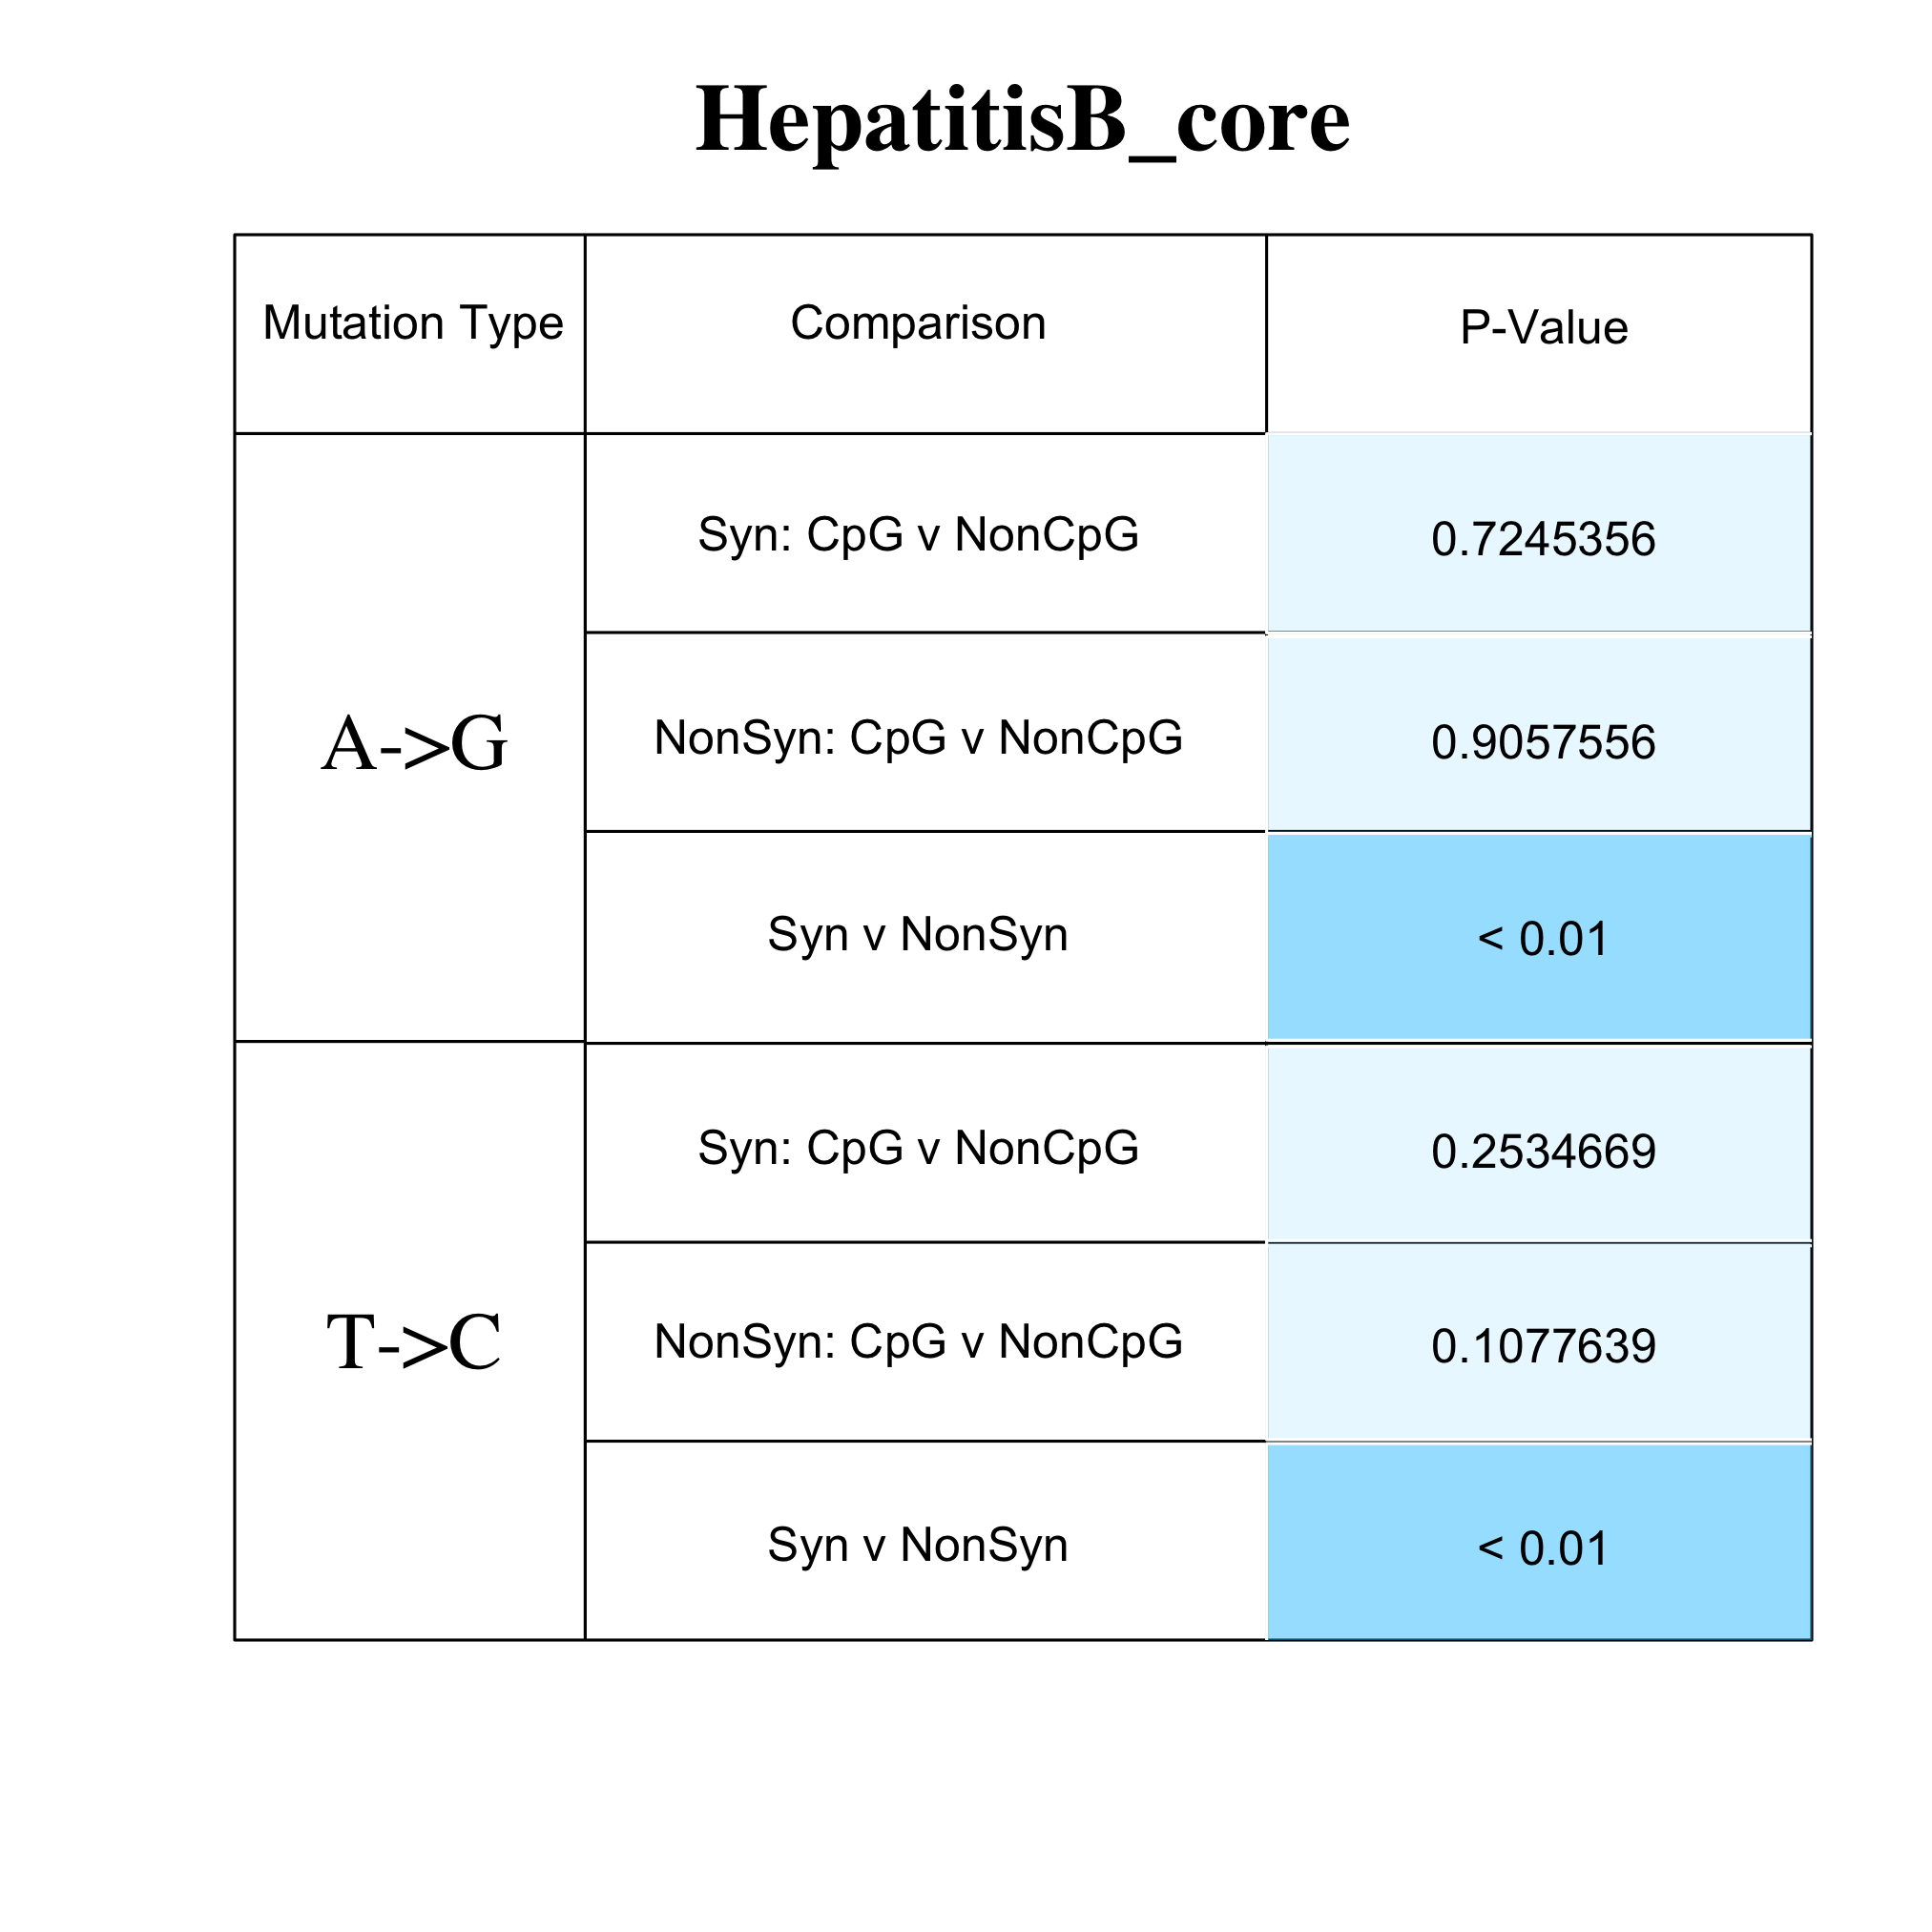 HepatitisB_core
Mutation Type
Comparison
P-Value
A->G
Syn: CpG v NonCpG
0.7245356
NonSyn: CpG v NonCpG
0.9057556
Syn v NonSyn
< 0.01
T->C
Syn: CpG v NonCpG
0.2534669
NonSyn: CpG v NonCpG
0.1077639
Syn v NonSyn
< 0.01